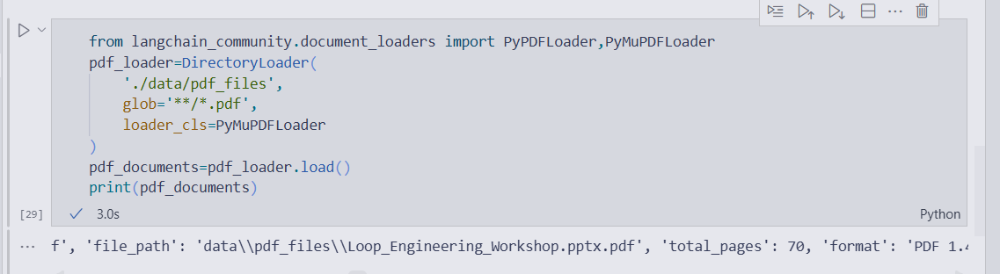 from langchain_community.document_loaders import PyPDFLoader,PyMuPDFLoader
pdf_loader=DirectoryLoader(
    './data/pdf_files',
    glob='**/*.pdf',
    loader_cls=PyMuPDFLoader
)
pdf_documents=pdf_loader.load()
print(pdf_documents)
[29] 3.0s Python
... f', 'file_path': 'data\\pdf_files\\Loop_Engineering_Workshop.pptx.pdf', 'total_pages': 70, 'format': 'PDF 1.4